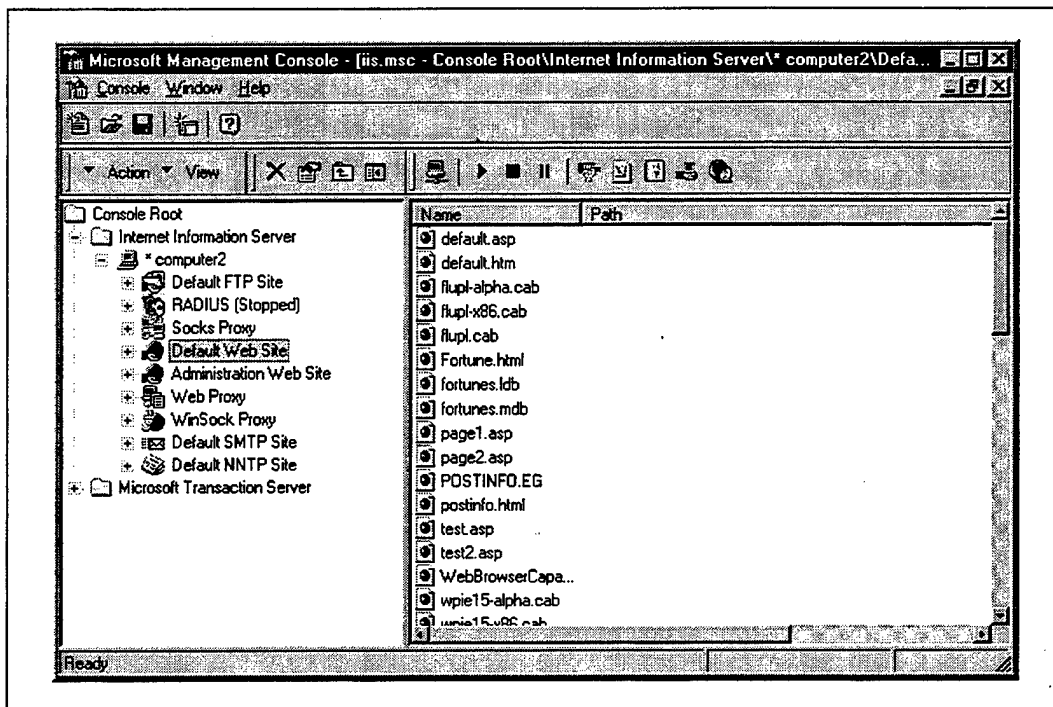 Microsoft Management Console - [iis.msc - Console Root\Internet Information Server\* computer2\Defa...
Console Window Help
Action View
Console Root
Internet Information Server
* computer2
Default FTP Site
RADIUS (Stopped)
Socks Proxy
Default Web Site
Administration Web Site
Web Proxy
WinSock Proxy
Default SMTP Site
Default NNTP Site
Microsoft Transaction Server
Name Path
default.asp
default.htm
flupl-alpha.cab
flupl-x86.cab
flupl.cab
Fortune.html
fortunes.ldb
fortunes.mdb
page1.asp
page2.asp
POSTINFO.EG
postinfo.html
test.asp
test2.asp
WebBrowserCapa...
wpie15-alpha.cab
wpie15-x86.cab
Ready